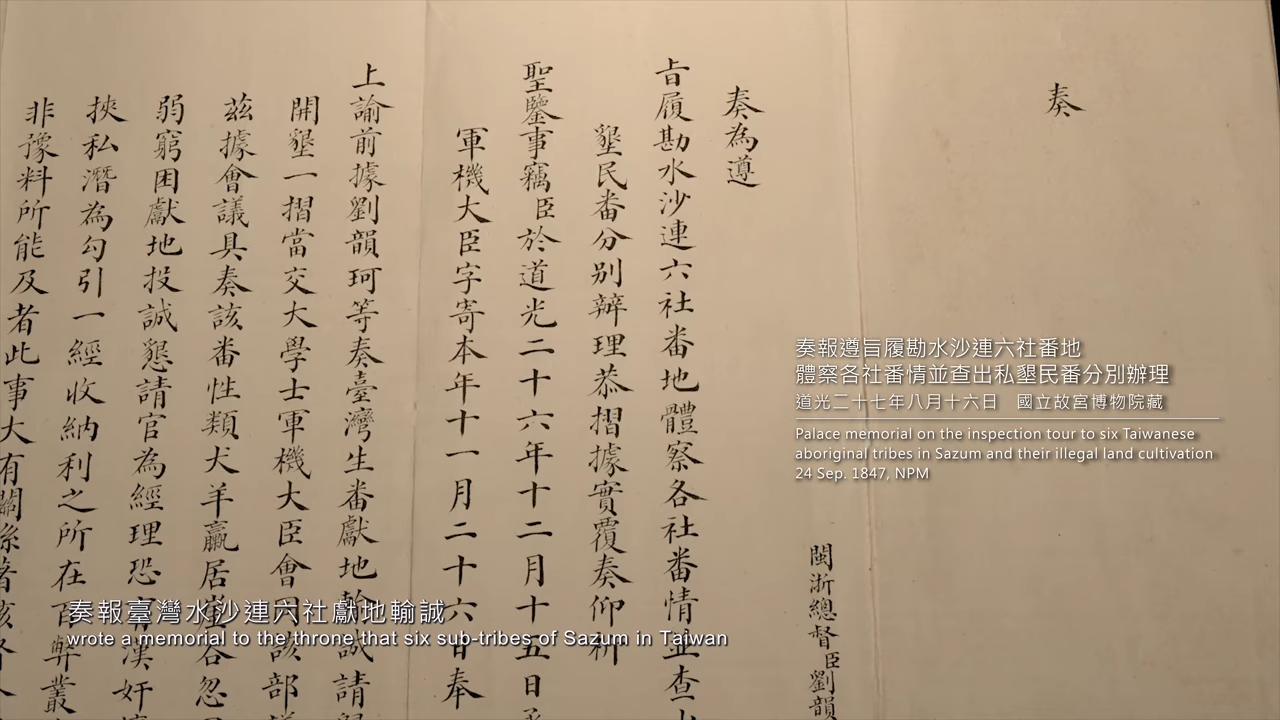 奏
閩浙總督臣劉韻
奏為遵
旨履勘水沙連六社番地體察各社番情並查出
墾民番分別辦理恭摺據實覆奏仰祈
聖鑒事竊臣於道光二十六年十二月十五日承
軍機大臣字寄本年十一月二十六日奉
上諭前據劉韻珂等奏臺灣生番獻地輸誠請
開墾一摺當交大學士軍機大臣會同該部
茲據會議具奏該番性類犬羊羸居崖谷忽
弱窮困獻地投誠懇請官為經理恐有漢奸
挾私潛為勾引一經收納利之所在百弊叢
非豫料所能及者此事大有關係著該督
奏報遵旨履勘水沙連六社番地
體察各社番情並查出私墾民番分別辦理
道光二十七年八月十六日 國立故宮博物院藏
Palace memorial on the inspection tour to six Taiwanese
aboriginal tribes in Sazum and their illegal land cultivation
24 Sep. 1847, NPM
奏報臺灣水沙連六社獻地輸誠
wrote a memorial to the throne that six sub-tribes of Sazum in Taiwan